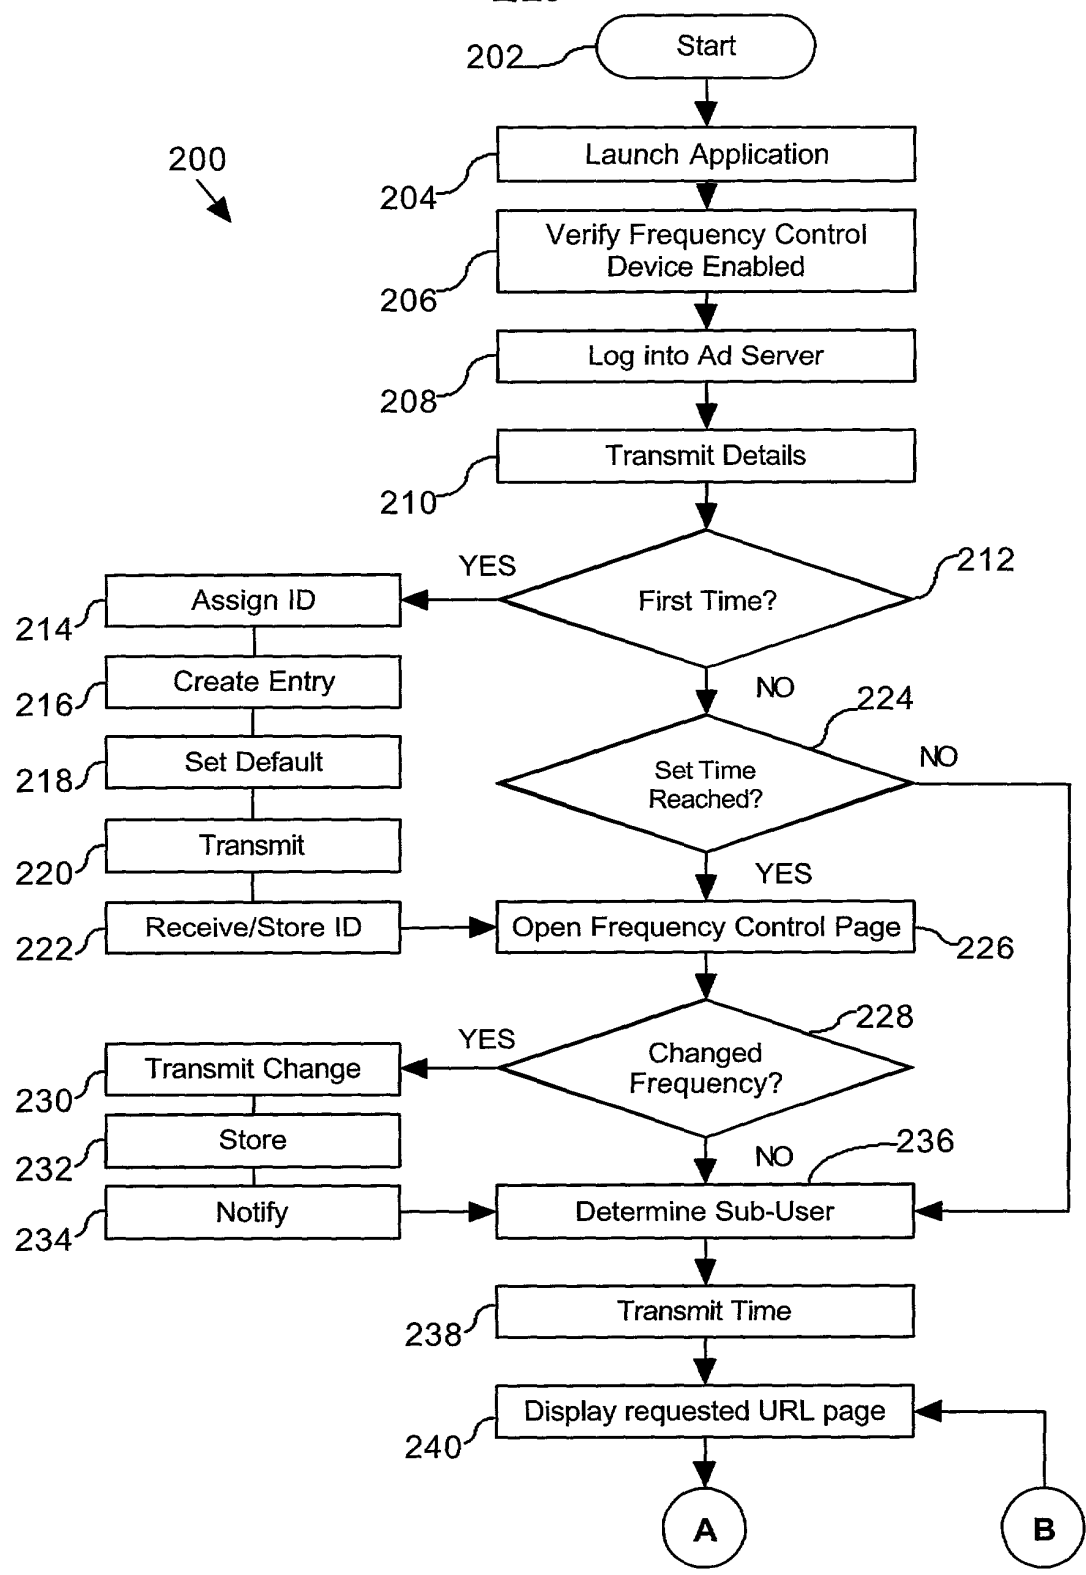 Start
202
200
Launch Application
204
Verify Frequency Control
Device Enabled
206
Log into Ad Server
208
Transmit Details
210
First Time?
212
YES
NO
Assign ID
214
Create Entry
216
Set Default
218
Transmit
220
Receive/Store ID
222
Set Time
Reached?
224
NO
YES
Open Frequency Control Page
226
Changed
Frequency?
228
YES
NO
Transmit Change
230
Store
232
Notify
234
Determine Sub-User
236
Transmit Time
238
Display requested URL page
240
A
B